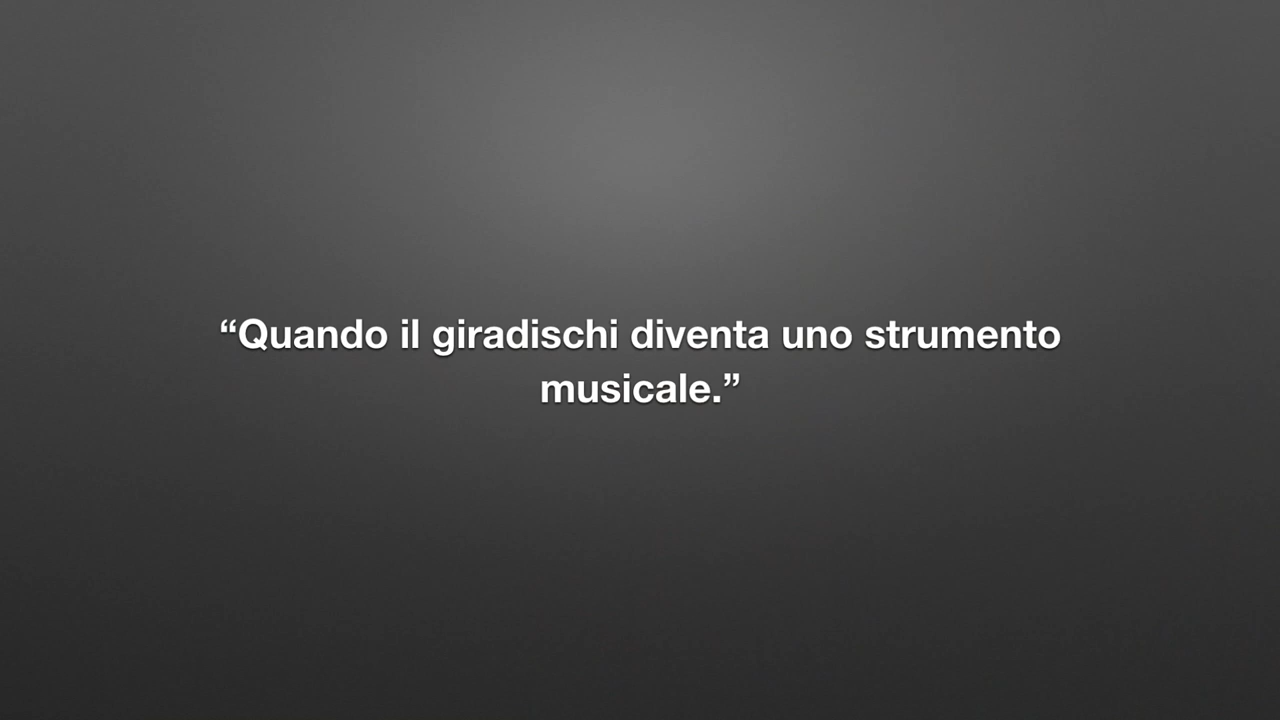 “Quando il giradischi diventa uno strumento
musicale.”